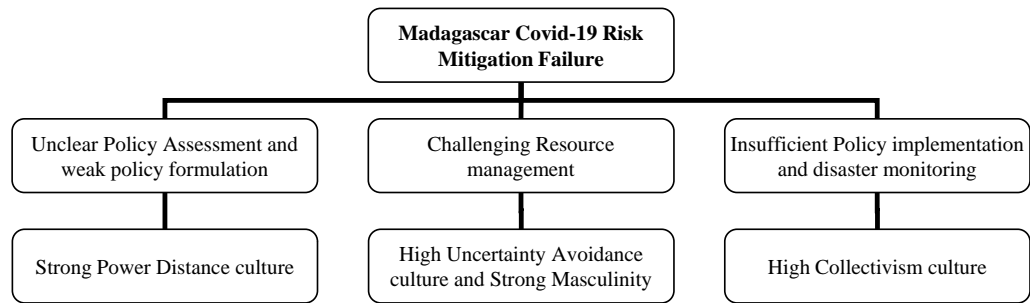 Madagascar Covid-19 Risk
Mitigation Failure
Unclear Policy Assessment and
weak policy formulation
Challenging Resource
management
Insufficient Policy implementation
and disaster monitoring
Strong Power Distance culture
High Uncertainty Avoidance
culture and Strong Masculinity
High Collectivism culture